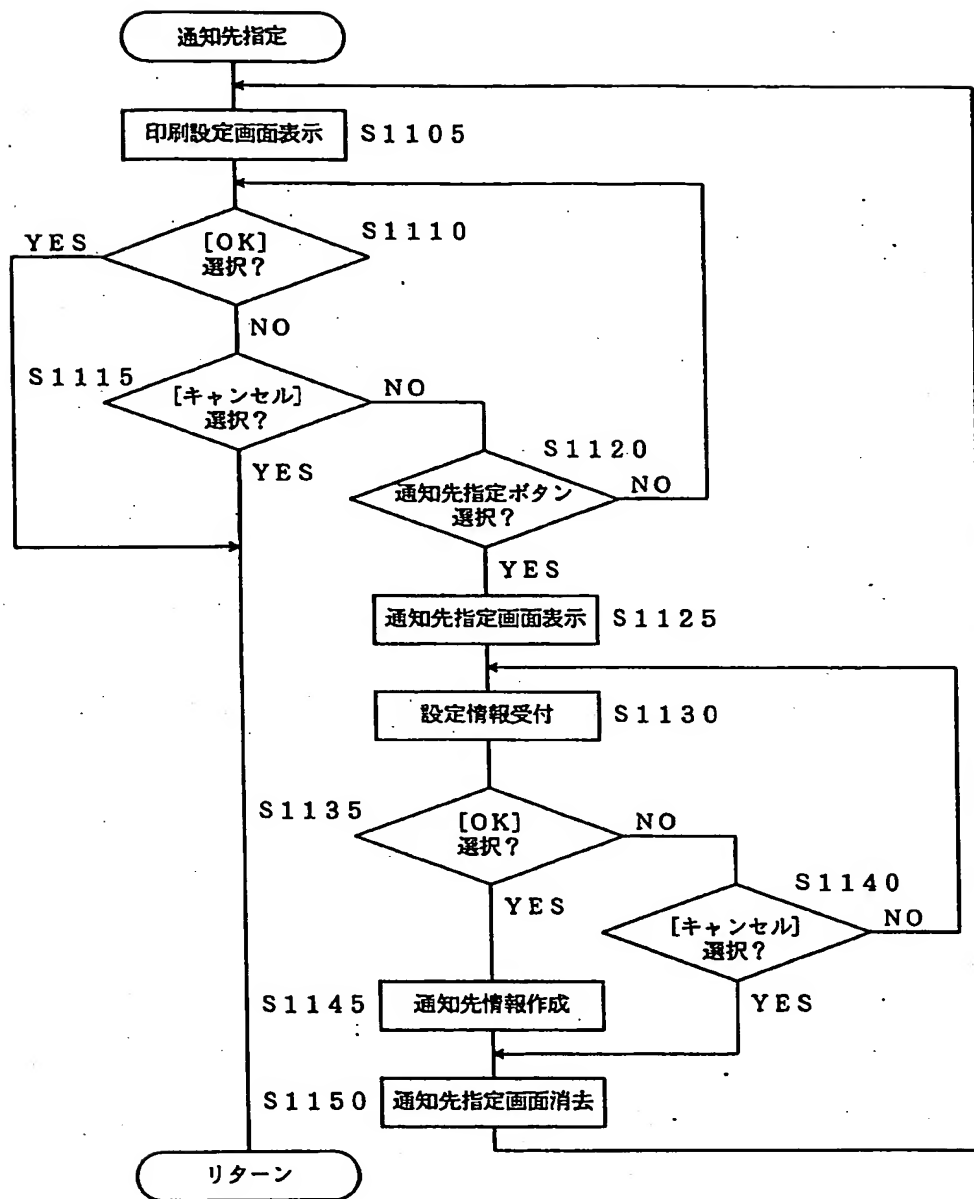 通知先指定
印刷設定画面表示
S1105
S1110
YES
[OK]
選択?
NO
S1115
[キャンセル]
選択?
NO
YES
S1120
通知先指定ボタン
選択?
NO
YES
通知先指定画面表示
S1125
設定情報受付
S1130
S1135
[OK]
選択?
NO
YES
S1140
[キャンセル]
選択?
NO
YES
S1145
通知先情報作成
S1150
通知先指定画面消去
リターン